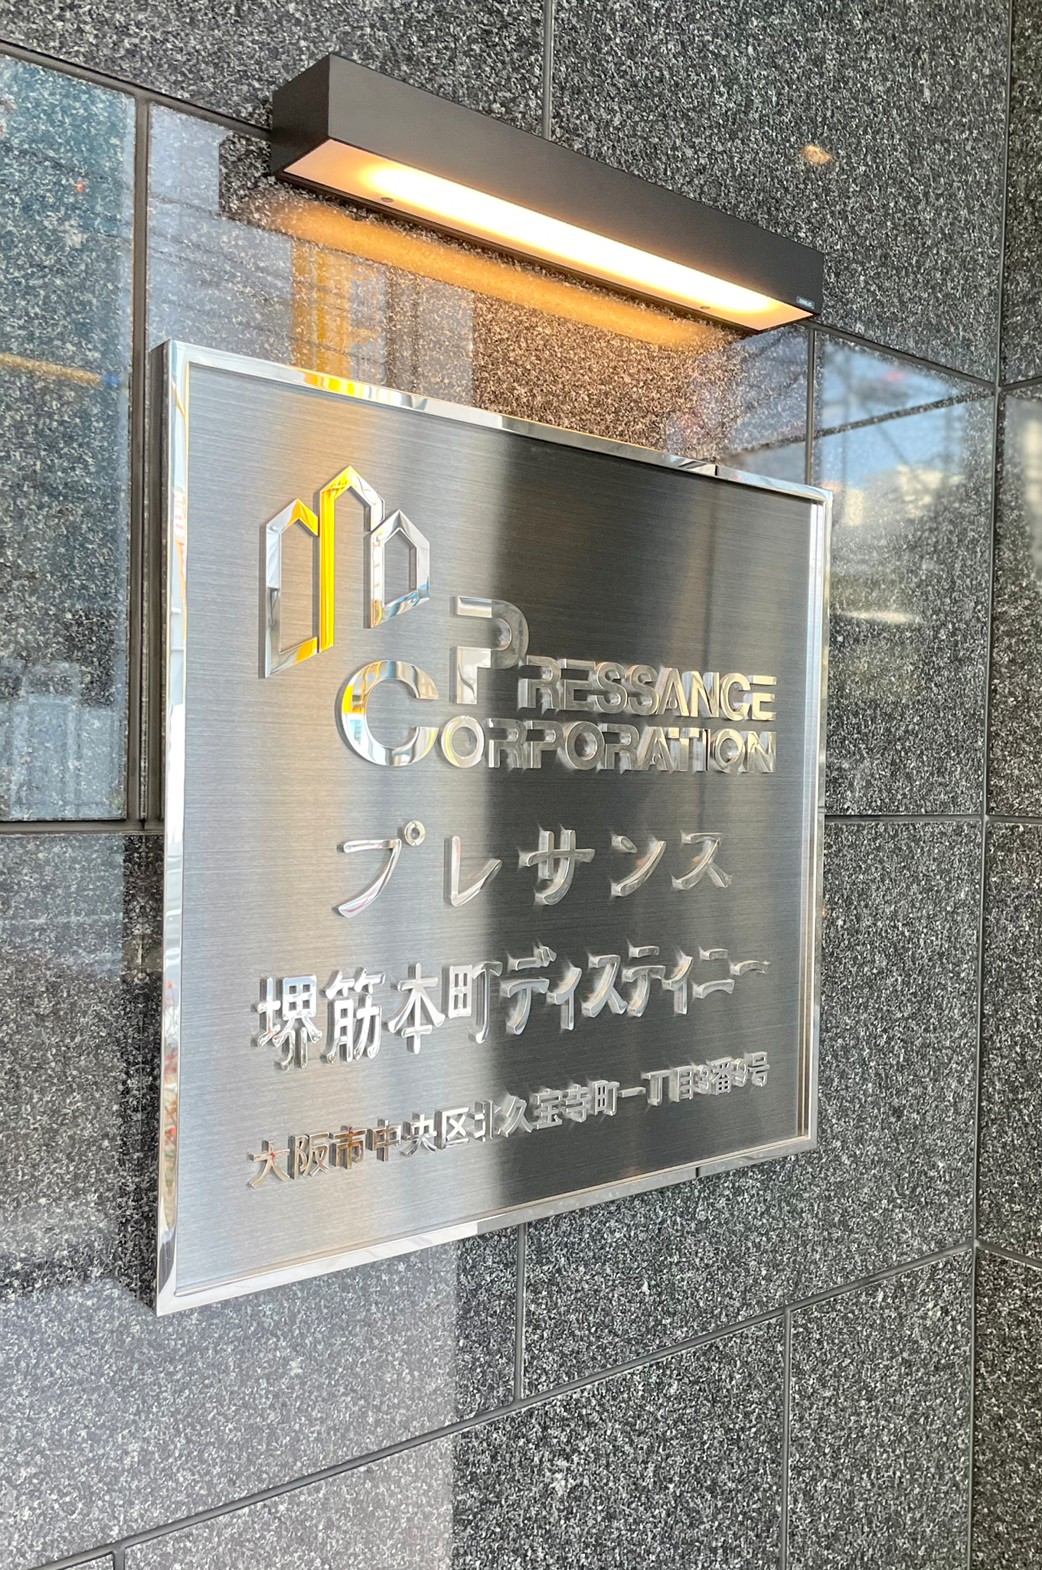 PRESSANCE
CORPORATION
プレサンス
堺筋本町ディスティニー
大阪市中央区北久宝寺町一丁目3番9号